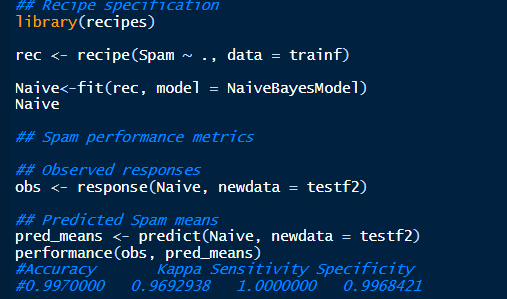 ## Recipe specification
library(recipes)
rec <- recipe(Spam ~ ., data = trainf)
Naive<-fit(rec, model = NaiveBayesModel)
Naive
## Spam performance metrics
## Observed responses
obs <- response(Naive, newdata = testf2)
## Predicted Spam means
pred_means <- predict(Naive, newdata = testf2)
performance(obs, pred_means)
#Accuracy       Kappa Sensitivity Specificity
#0.9970000   0.9692938   1.0000000   0.9968421